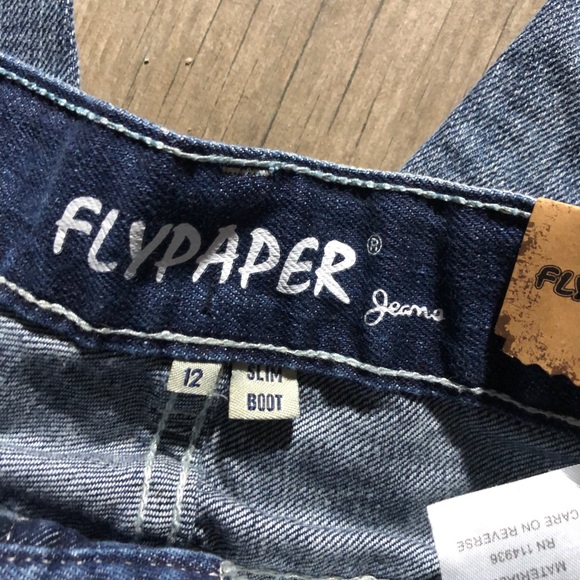 FLYPAPER®
Jeans
FLY
12
SLIM
BOOT
CARE ON REVERSE
RN 114936